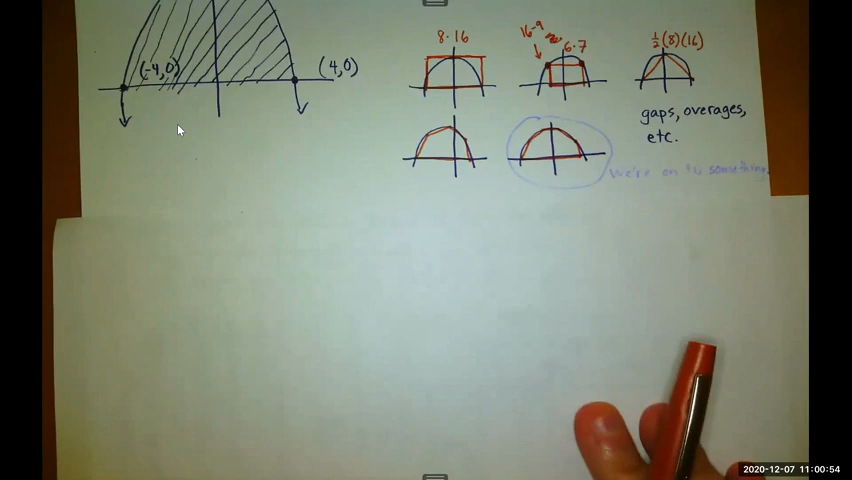 (-4,0)
(4,0)
8·16
16-9
6·7
½(8)(16)
gaps, overages,
etc.
We're on to something
2020-12-07 11:00:54